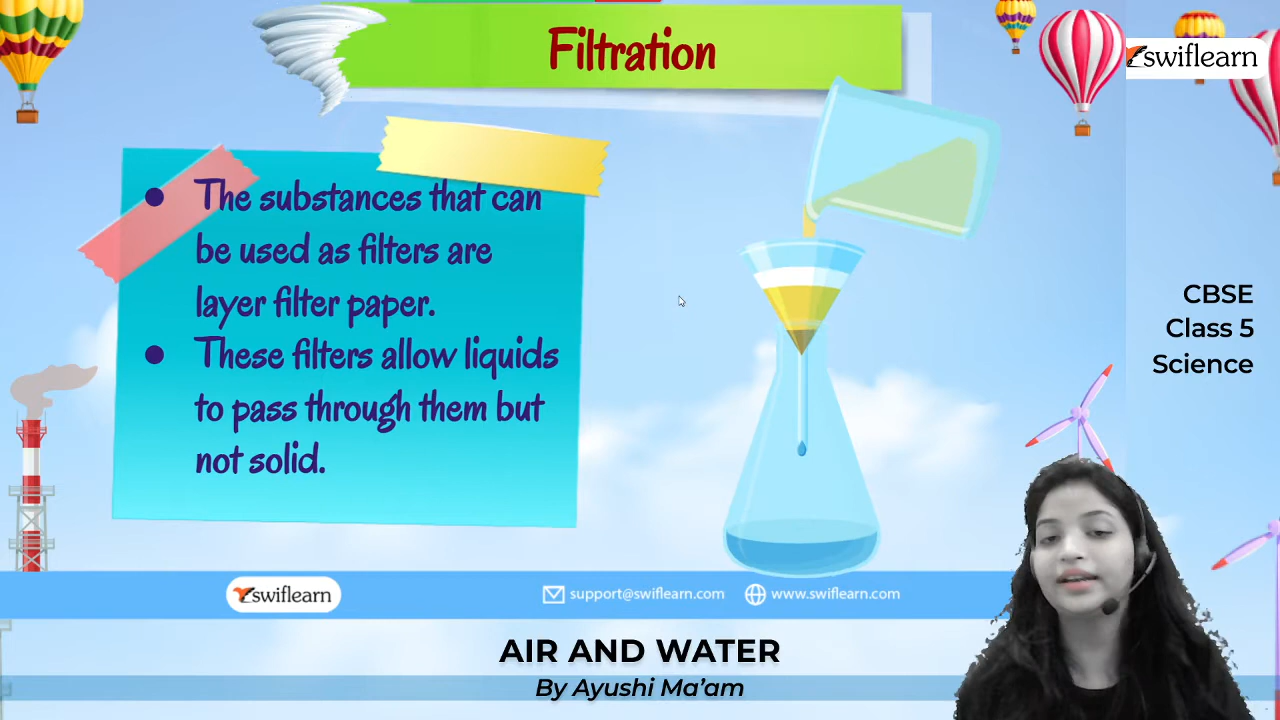 Filtration
swiflearn
The substances that can
be used as filters are
layer filter paper.
These filters allow liquids
to pass through them but
not solid.
CBSE
Class 5
Science
swiflearn
support@swiflearn.com
www.swiflearn.com
AIR AND WATER
By Ayushi Ma'am